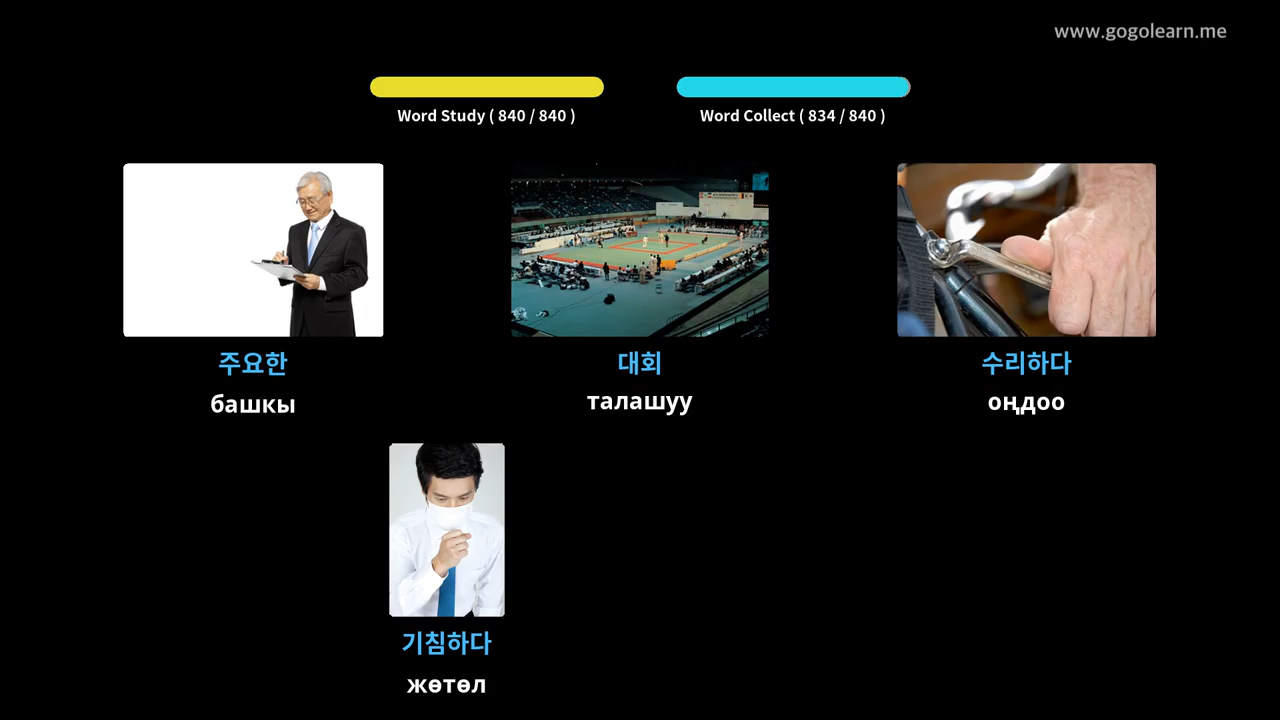 www.gogolearn.me
Word Study ( 840 / 840 )
Word Collect ( 834 / 840 )
주요한
башкы
대회
талашуу
수리하다
оңдоо
기침하다
жөтөл